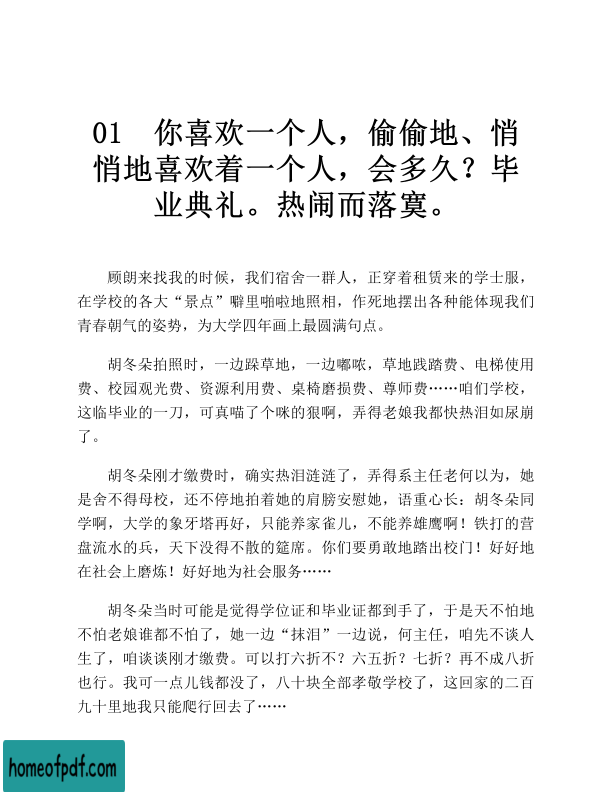 01 你喜欢一个人，偷偷地、悄
悄地喜欢着一个人，会多久？毕
业典礼。热闹而落寞。
顾朗来找我的时候，我们宿舍一群人，正穿着租赁来的学士服，
在学校的各大“景点”噼里啪啦地照相，作死地摆出各种能体现我们
青春朝气的姿势，为大学四年画上最圆满句点。
胡冬朵拍照时，一边跺草地，一边嘟哝，草地践踏费、电梯使用
费、校园观光费、资源利用费、桌椅磨损费、尊师费……咱们学校，
这临毕业的一刀，可真喵了个咪的狠啊，弄得老娘我都快热泪如尿崩
了。
胡冬朵刚才缴费时，确实热泪涟涟了，弄得系主任老何以为，她
是舍不得母校，还不停地拍着她的肩膀安慰她，语重心长：胡冬朵同
学啊，大学的象牙塔再好，只能养家雀儿，不能养雄鹰啊！铁打的营
盘流水的兵，天下没得不散的筵席。你们要勇敢地踏出校门！好好地
在社会上磨炼！好好地为社会服务……
胡冬朵当时可能是觉得学位证和毕业证都到手了，于是天不怕地
不怕老娘谁都不怕了，她一边“抹泪”一边说，何主任，咱先不谈人
生了，咱谈谈刚才缴费。可以打六折不？六五折？七折？再不成八折
也行。我可一点儿钱都没了，八十块全部孝敬学校了，这回家的二百
九十里地我只能爬行回去了……
homeofpdf.com